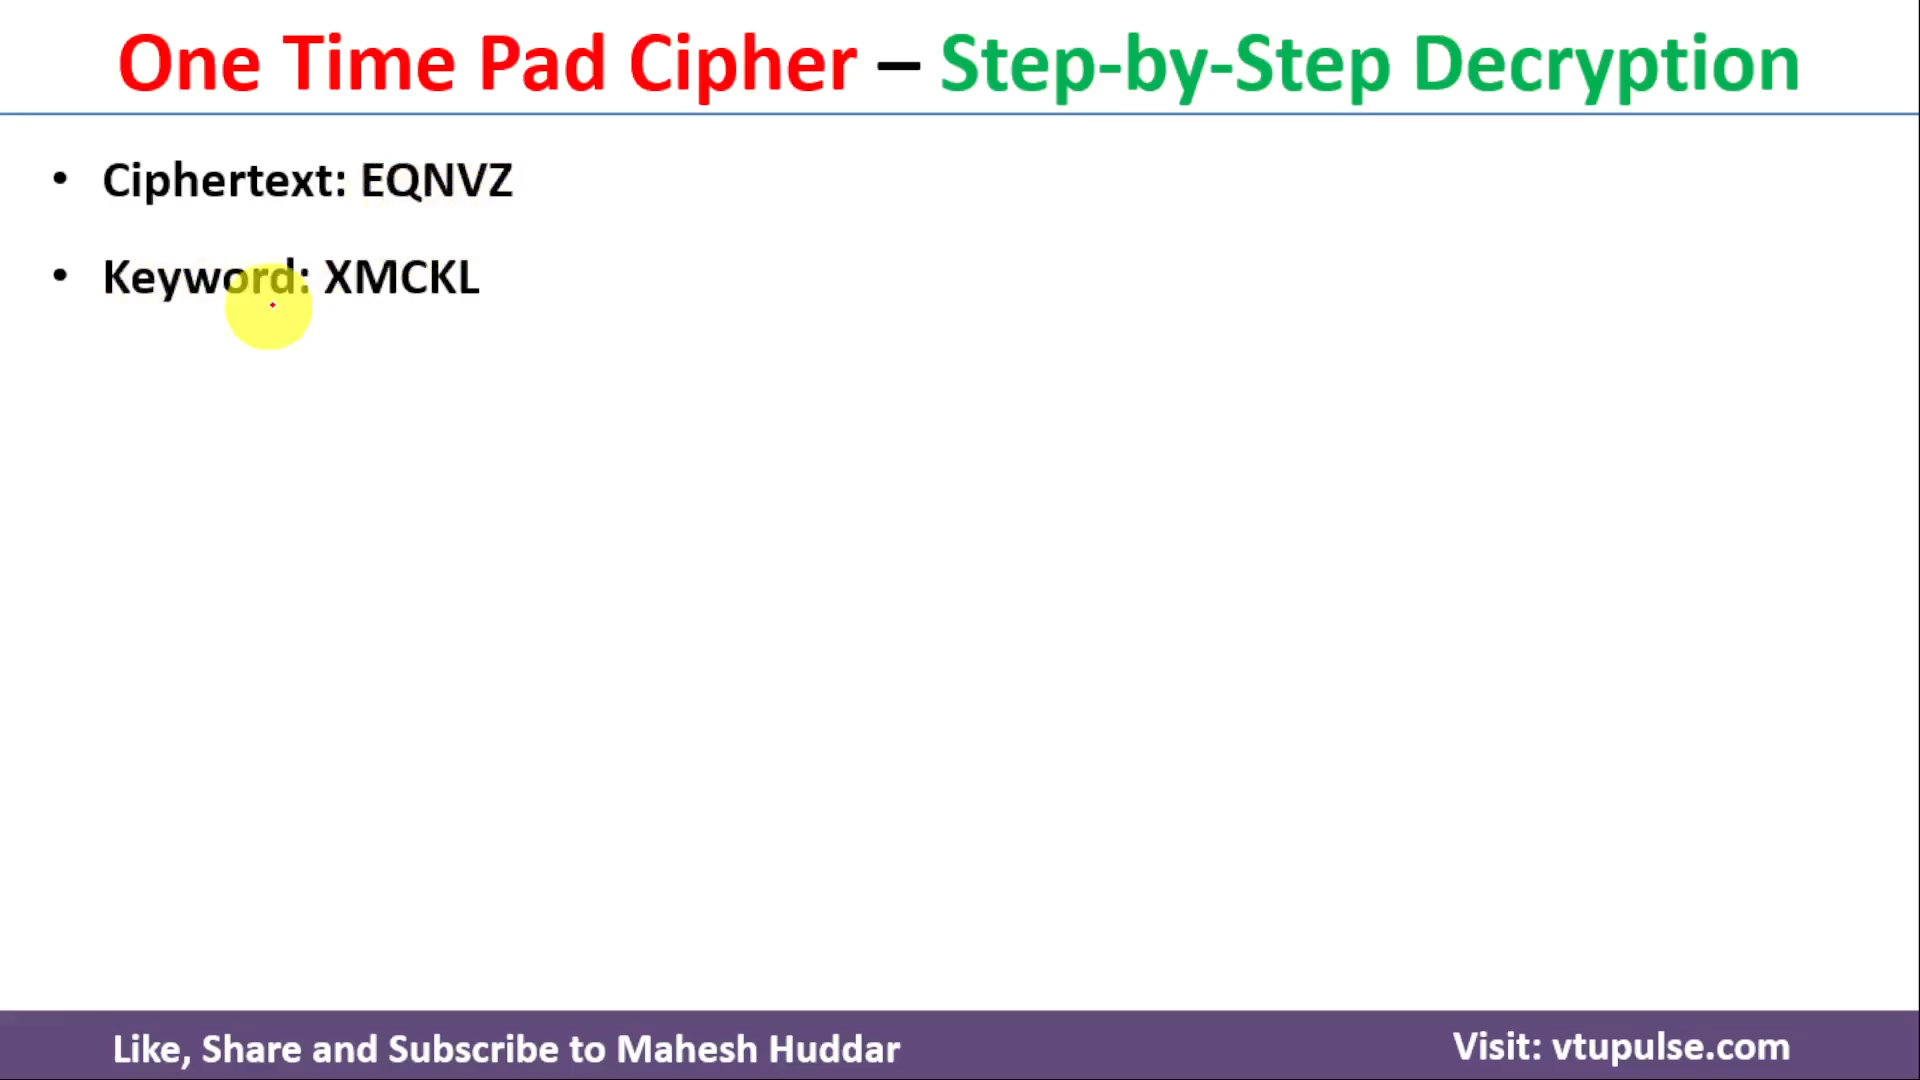 One Time Pad Cipher – Step-by-Step Decryption
• Ciphertext: EQNVZ
• Keyword: XMCKL
Like, Share and Subscribe to Mahesh Huddar
Visit: vtupulse.com